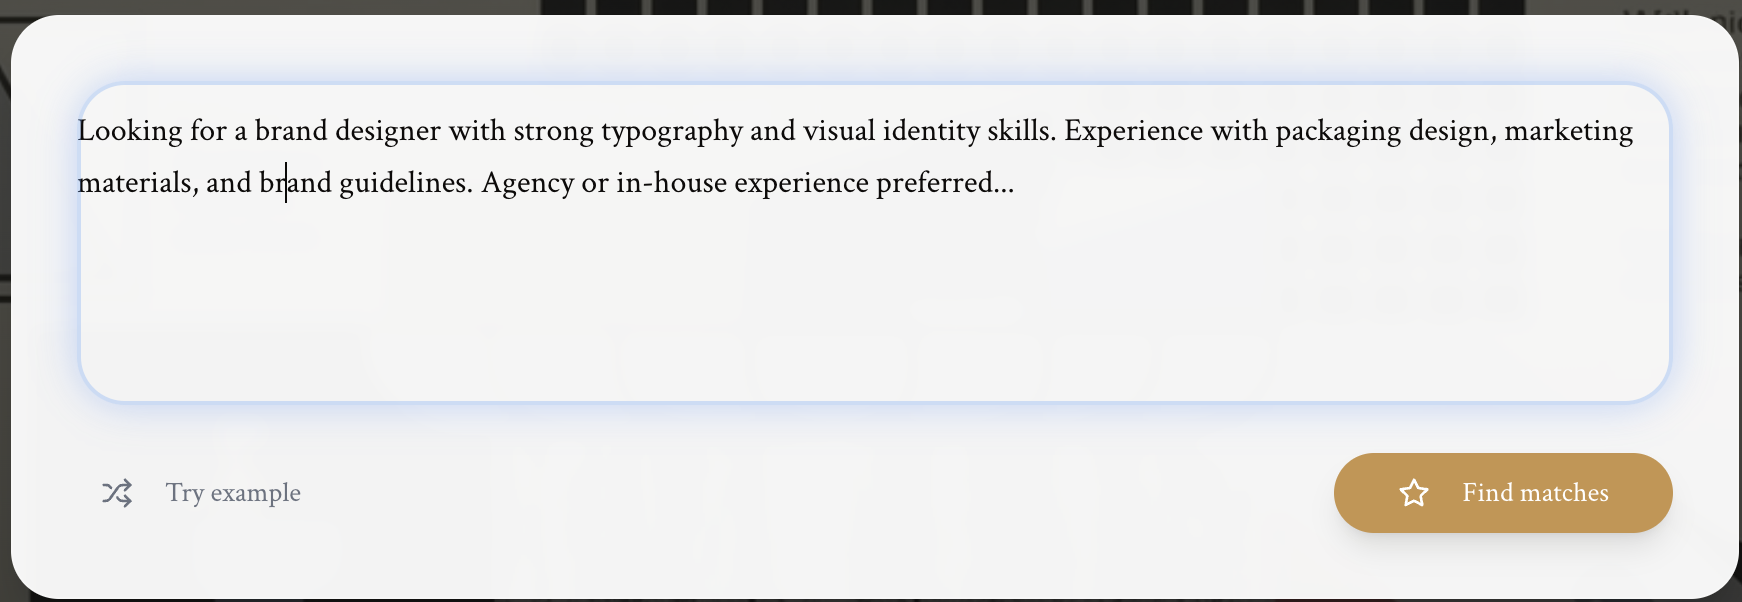 Looking for a brand designer with strong typography and visual identity skills. Experience with packaging design, marketing
materials, and brand guidelines. Agency or in-house experience preferred...
Try example
Find matches